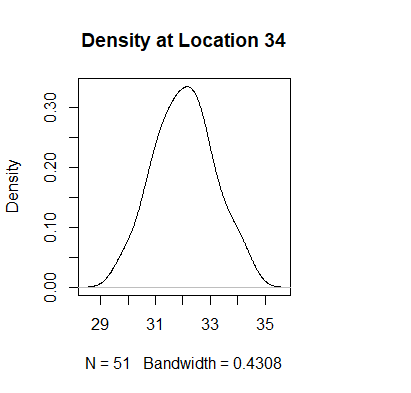 Density at Location 34
Density
0.30
0.20
0.10
0.00
29 31 33 35
N = 51 Bandwidth = 0.4308